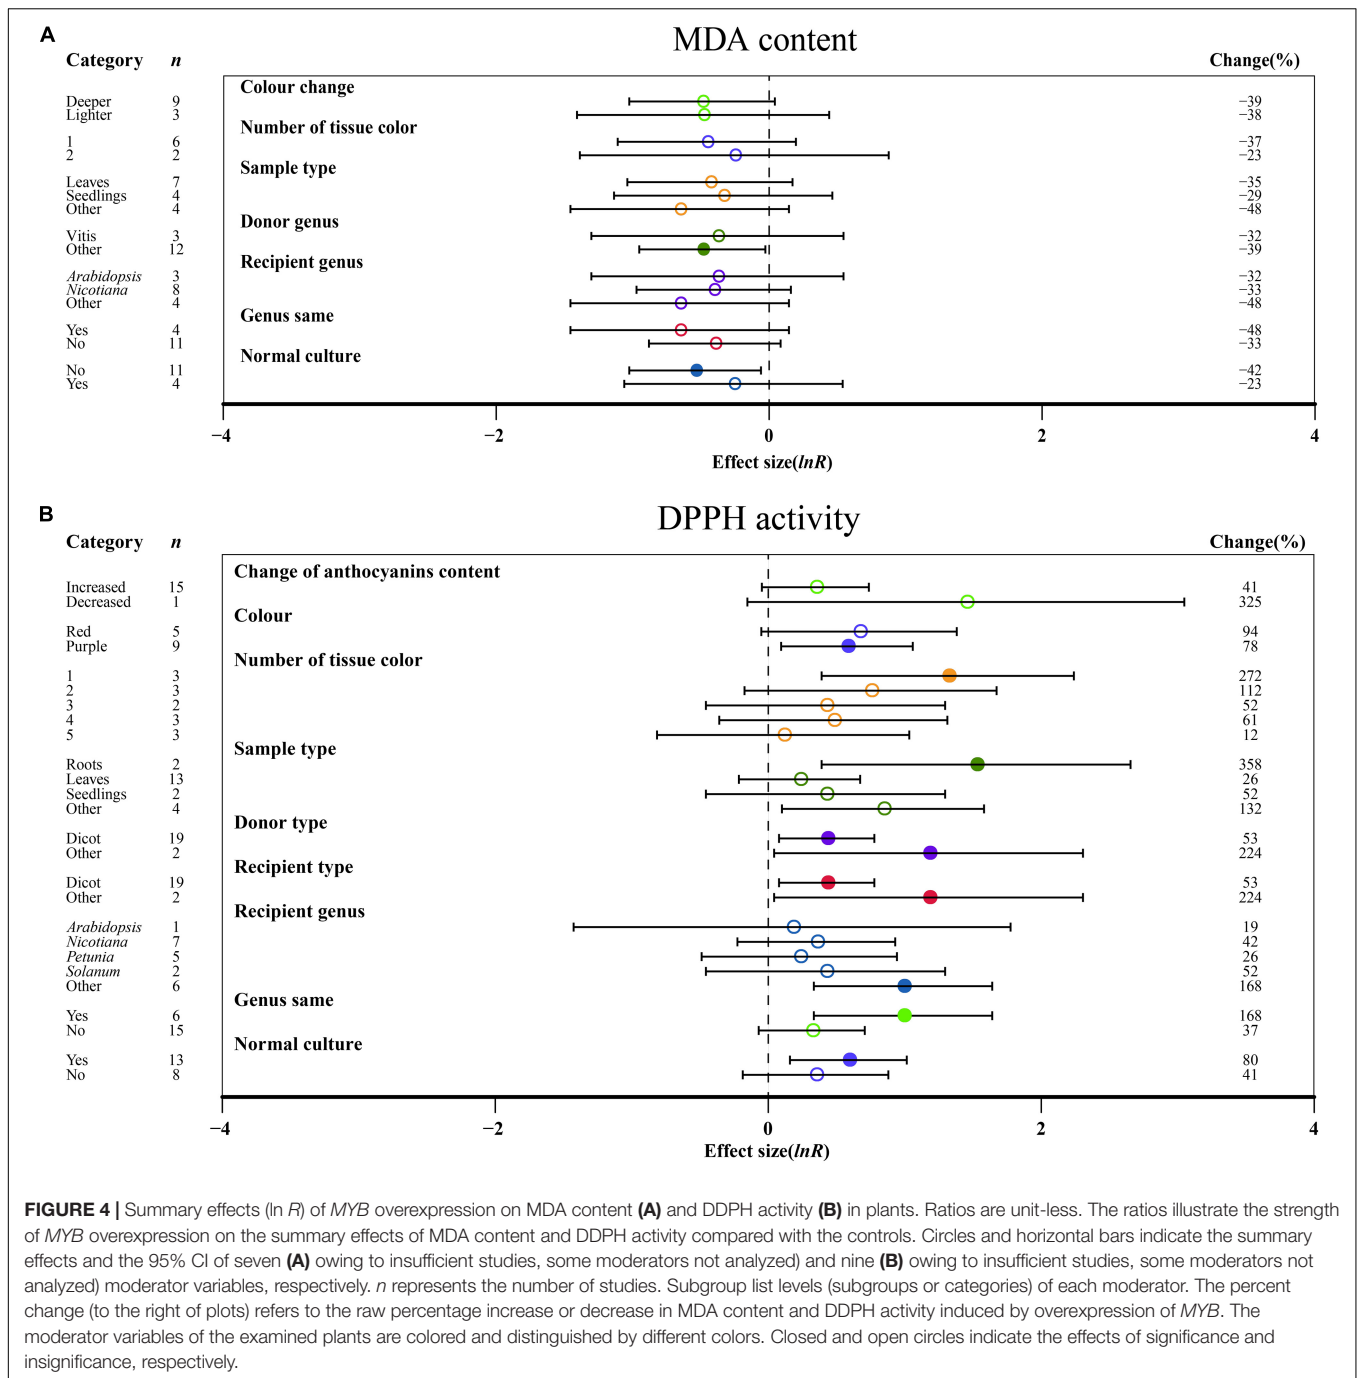 A
MDA content
Category n Change(%)
Colour change
Deeper 9 −39
Lighter 3 −38
Number of tissue color
1 6 −37
2 2 −23
Sample type
Leaves 7 −35
Seedlings 4 −29
Other 4 −48
Donor genus
Vitis 3 −32
Other 12 −39
Recipient genus
Arabidopsis 3 −32
Nicotiana 8 −33
Other 4 −48
Genus same
Yes 4 −48
No 11 −33
Normal culture
No 11 −42
Yes 4 −23
−4 −2 0 2 4
Effect size(lnR)
B
DPPH activity
Category n Change(%)
Change of anthocyanins content
Increased 15 41
Decreased 1 325
Colour
Red 5 94
Purple 9 78
Number of tissue color
1 3 272
2 3 112
3 2 52
4 3 61
5 3 12
Sample type
Roots 2 358
Leaves 13 26
Seedlings 2 52
Other 4 132
Donor type
Dicot 19 53
Other 2 224
Recipient type
Dicot 19 53
Other 2 224
Recipient genus
Arabidopsis 1 19
Nicotiana 7 42
Petunia 5 26
Solanum 2 52
Other 6 168
Genus same
Yes 6 168
No 15 37
Normal culture
Yes 13 80
No 8 41
−4 −2 0 2 4
Effect size(lnR)
FIGURE 4 | Summary effects (ln R) of MYB overexpression on MDA content (A) and DDPH activity (B) in plants. Ratios are unit-less. The ratios illustrate the strength
of MYB overexpression on the summary effects of MDA content and DDPH activity compared with the controls. Circles and horizontal bars indicate the summary
effects and the 95% CI of seven (A) owing to insufficient studies, some moderators not analyzed) and nine (B) owing to insufficient studies, some moderators not
analyzed) moderator variables, respectively. n represents the number of studies. Subgroup list levels (subgroups or categories) of each moderator. The percent
change (to the right of plots) refers to the raw percentage increase or decrease in MDA content and DDPH activity induced by overexpression of MYB. The
moderator variables of the examined plants are colored and distinguished by different colors. Closed and open circles indicate the effects of significance and
insignificance, respectively.